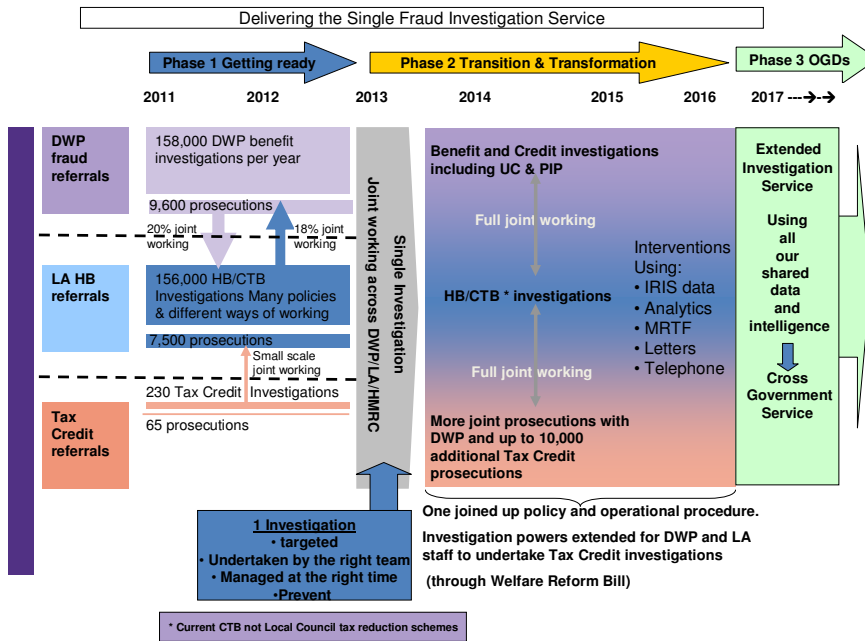 Delivering the Single Fraud Investigation Service
Phase 1 Getting ready
Phase 2 Transition & Transformation
Phase 3 OGDs
2011
2012
2013
2014
2015
2016
2017 ---→-→
DWP
fraud
referrals
158,000 DWP benefit
investigations per year
9,600 prosecutions
20% joint
working
18% joint
working
LA HB
referrals
156,000 HB/CTB
Investigations Many policies
& different ways of working
7,500 prosecutions
Small scale
joint working
230 Tax Credit Investigations
Tax
Credit
referrals
65 prosecutions
Single Investigation
Joint working across DWP/LA/HMRC
Benefit and Credit investigations
including UC & PIP
Full joint working
HB/CTB * investigations
Full joint working
More joint prosecutions with
DWP and up to 10,000
additional Tax Credit
prosecutions
Interventions
Using:
• IRIS data
• Analytics
• MRTF
• Letters
• Telephone
Extended
Investigation
Service
Using
all
our
shared
data
and
intelligence
Cross
Government
Service
1 Investigation
• targeted
• Undertaken by the right team
• Managed at the right time
•Prevent
One joined up policy and operational procedure.
Investigation powers extended for DWP and LA
staff to undertake Tax Credit investigations
(through Welfare Reform Bill)
* Current CTB not Local Council tax reduction schemes